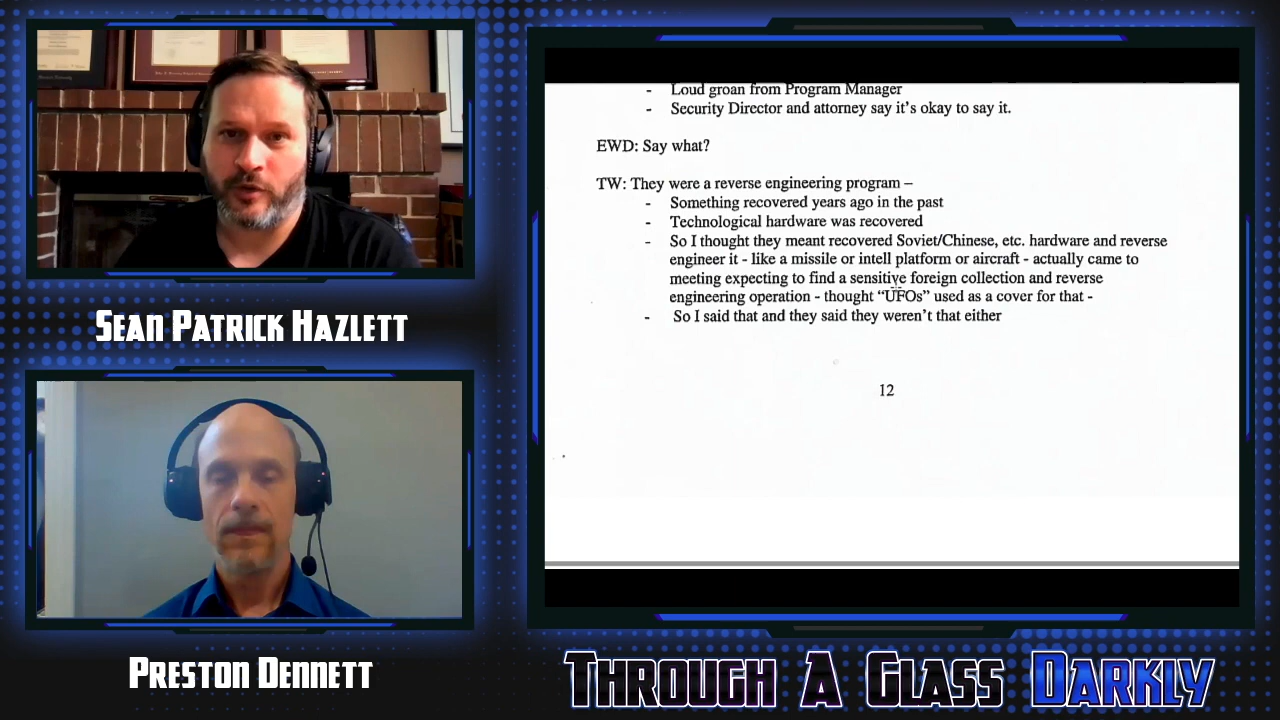 SEAN PATRICK HAZLETT
PRESTON DENNETT
- Loud groan from Program Manager
- Security Director and attorney say it's okay to say it.
EWD: Say what?
TW: They were a reverse engineering program –
- Something recovered years ago in the past
- Technological hardware was recovered
- So I thought they meant recovered Soviet/Chinese, etc. hardware and reverse
engineer it - like a missile or intell platform or aircraft - actually came to
meeting expecting to find a sensitive foreign collection and reverse
engineering operation - thought “UFOs” used as a cover for that -
- So I said that and they said they weren't that either
12
THROUGH A GLASS DARKLY